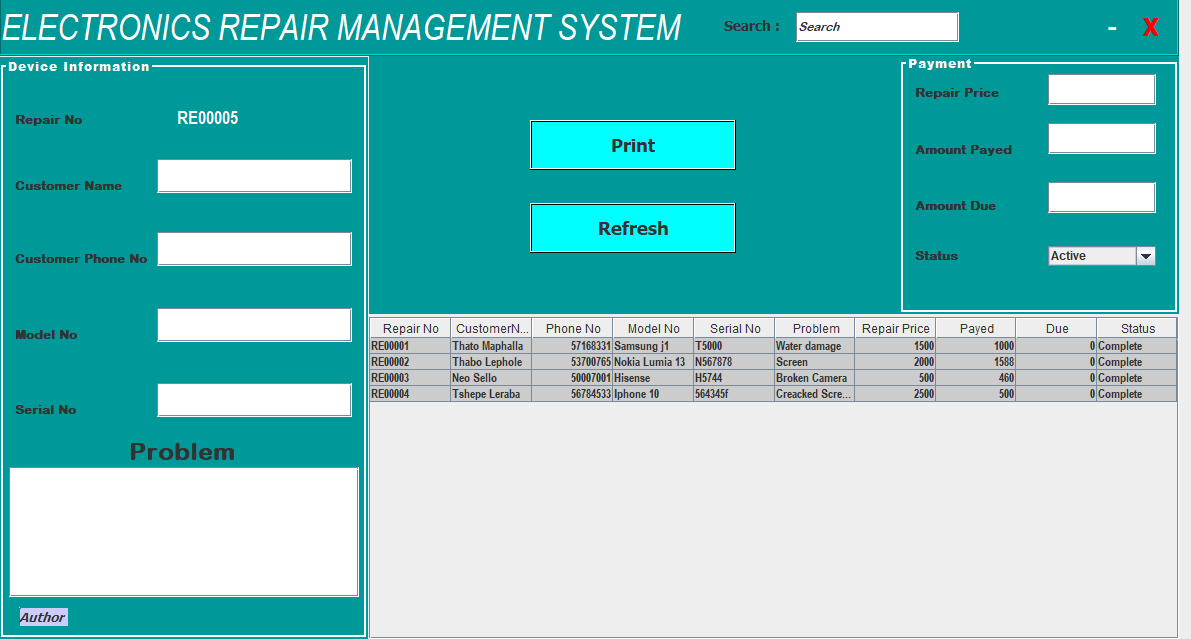 ELECTRONICS REPAIR MANAGEMENT SYSTEM
Search :
Search
-
X
Device Information
Repair No RE00005
Customer Name
Customer Phone No
Model No
Serial No
Problem
Author
Print
Refresh
Payment
Repair Price
Amount Payed
Amount Due
Status Active
Repair No CustomerN... Phone No Model No Serial No Problem Repair Price Payed Due Status
RE00001 Thato Maphalla 57168331 Samsung j1 T5000 Water damage 1500 1000 0 Complete
RE00002 Thabo Lephole 53700765 Nokia Lumia 13 N567878 Screen 2000 1588 0 Complete
RE00003 Neo Sello 50007001 Hisense H5744 Broken Camera 500 460 0 Complete
RE00004 Tshepe Leraba 56784533 Iphone 10 564345f Creacked Scre... 2500 500 0 Complete